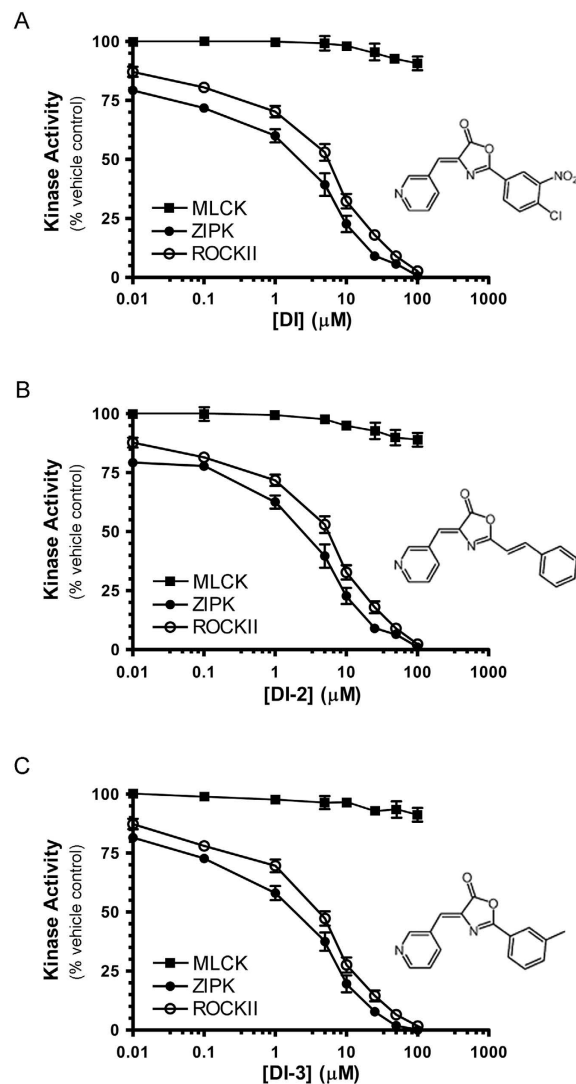 A
Kinase Activity
(% vehicle control)
100
75
50
25
0
MLCK
ZIPK
ROCKII
0.01 0.1 1 10 100 1000
[DI] (μM)
O
O
N
N
NO2
Cl
B
Kinase Activity
(% vehicle control)
100
75
50
25
0
MLCK
ZIPK
ROCKII
0.01 0.1 1 10 100 1000
[DI-2] (μM)
O
O
N
N
C
Kinase Activity
(% vehicle control)
100
75
50
25
0
MLCK
ZIPK
ROCKII
0.01 0.1 1 10 100 1000
[DI-3] (μM)
O
O
N
N